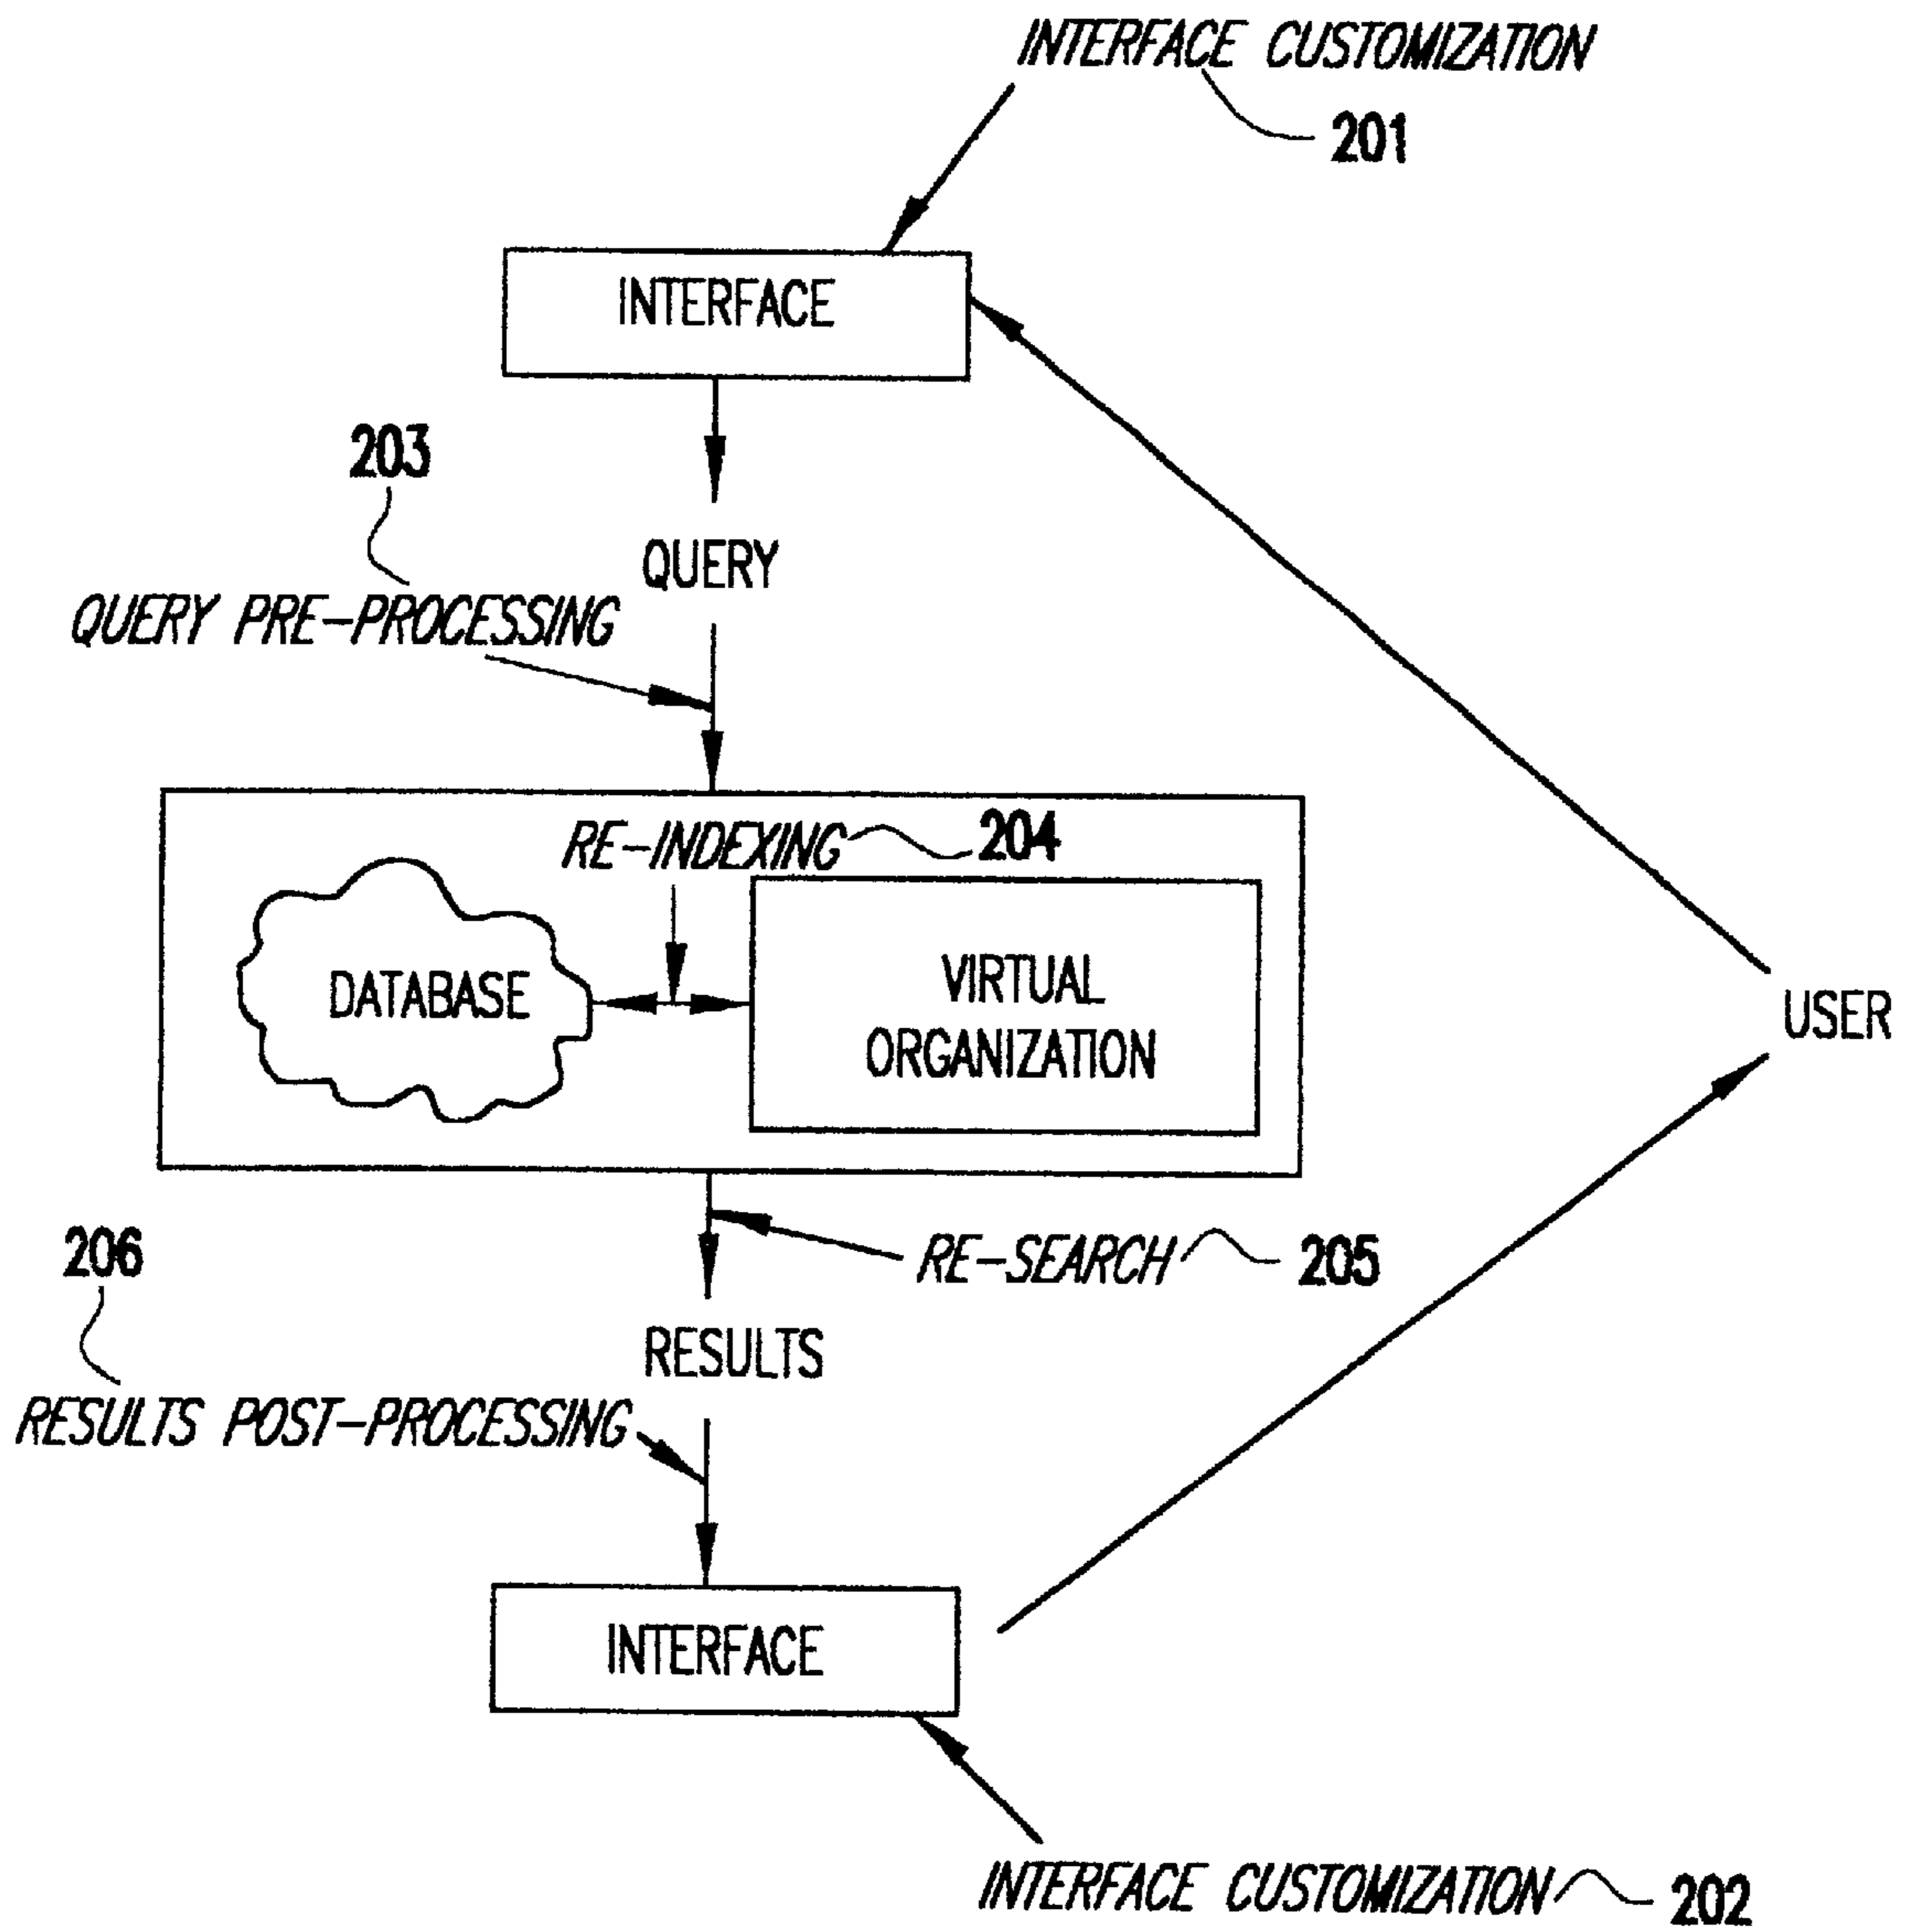 INTERFACE CUSTOMIZATION
201
INTERFACE
203
QUERY
QUERY PRE-PROCESSING
RE-INDEXING
204
DATABASE
VIRTUAL
ORGANIZATION
USER
206
RE-SEARCH
205
RESULTS
RESULTS POST-PROCESSING
INTERFACE
INTERFACE CUSTOMIZATION
202